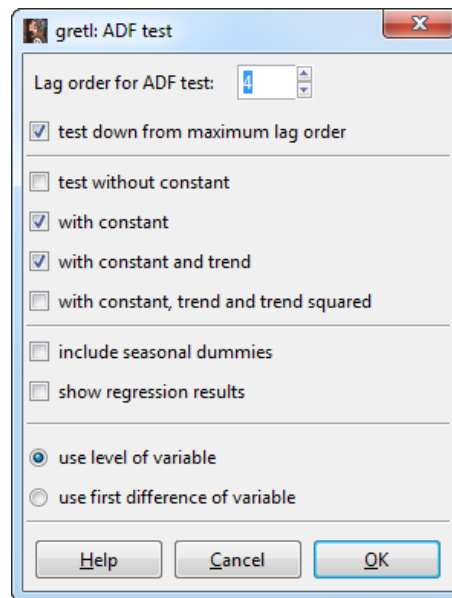 gretl: ADF test
Lag order for ADF test: 4
test down from maximum lag order
test without constant
with constant
with constant and trend
with constant, trend and trend squared
include seasonal dummies
show regression results
use level of variable
use first difference of variable
Help Cancel OK